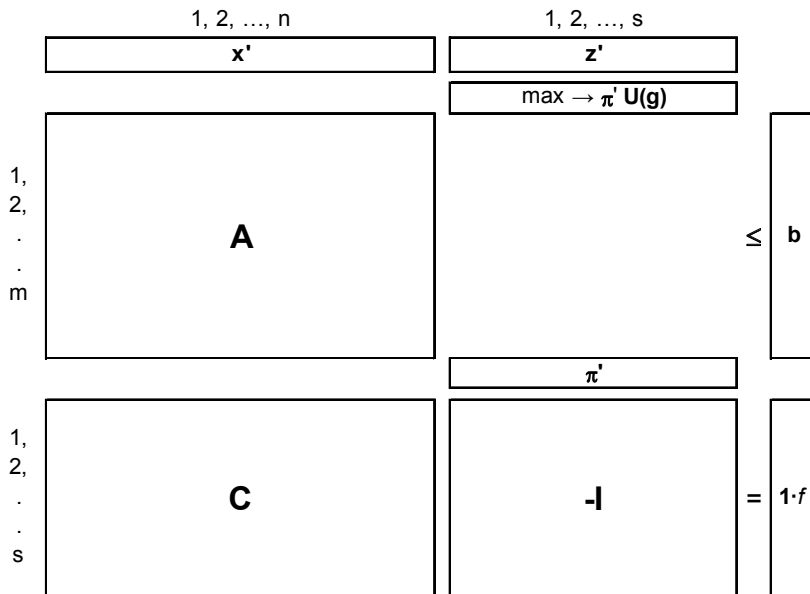 1, 2, …, n
1, 2, …, s
x'
z'
max → π' U(g)
1,
2,
.
.
m
A
≤
b
π'
1,
2,
.
.
s
C
-I
=
1·f